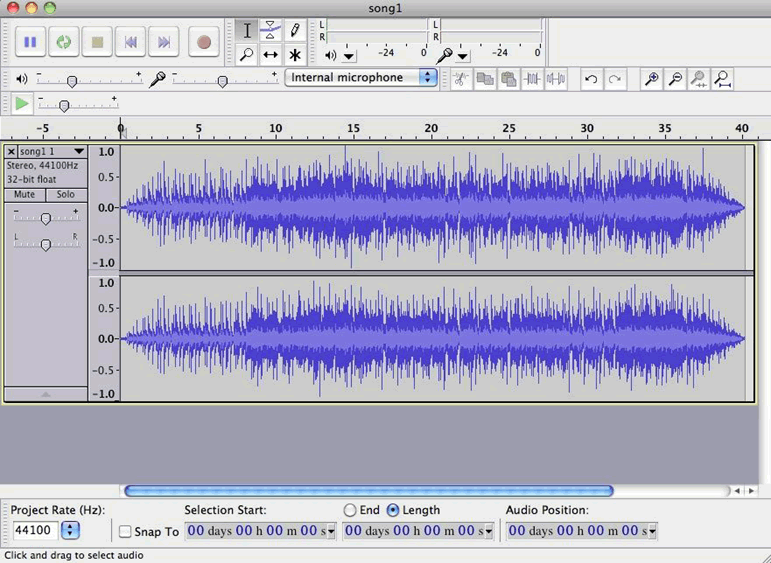 song1
L
R
-24 0
L
R
-24 0
- +
- +
Internal microphone
- +
-5 0 5 10 15 20 25 30 35 40
song1 1
Stereo, 44100Hz
32-bit float
Mute Solo
- +
L R
1.0
0.5-
0.0-
-0.5-
-1.0
1.0
0.5-
0.0-
-0.5-
-1.0
Project Rate (Hz): Selection Start: End Length Audio Position:
44100 Snap To 00 days 00 h 00 m 00 s 00 days 00 h 00 m 00 s 00 days 00 h 00 m 00 s
Click and drag to select audio